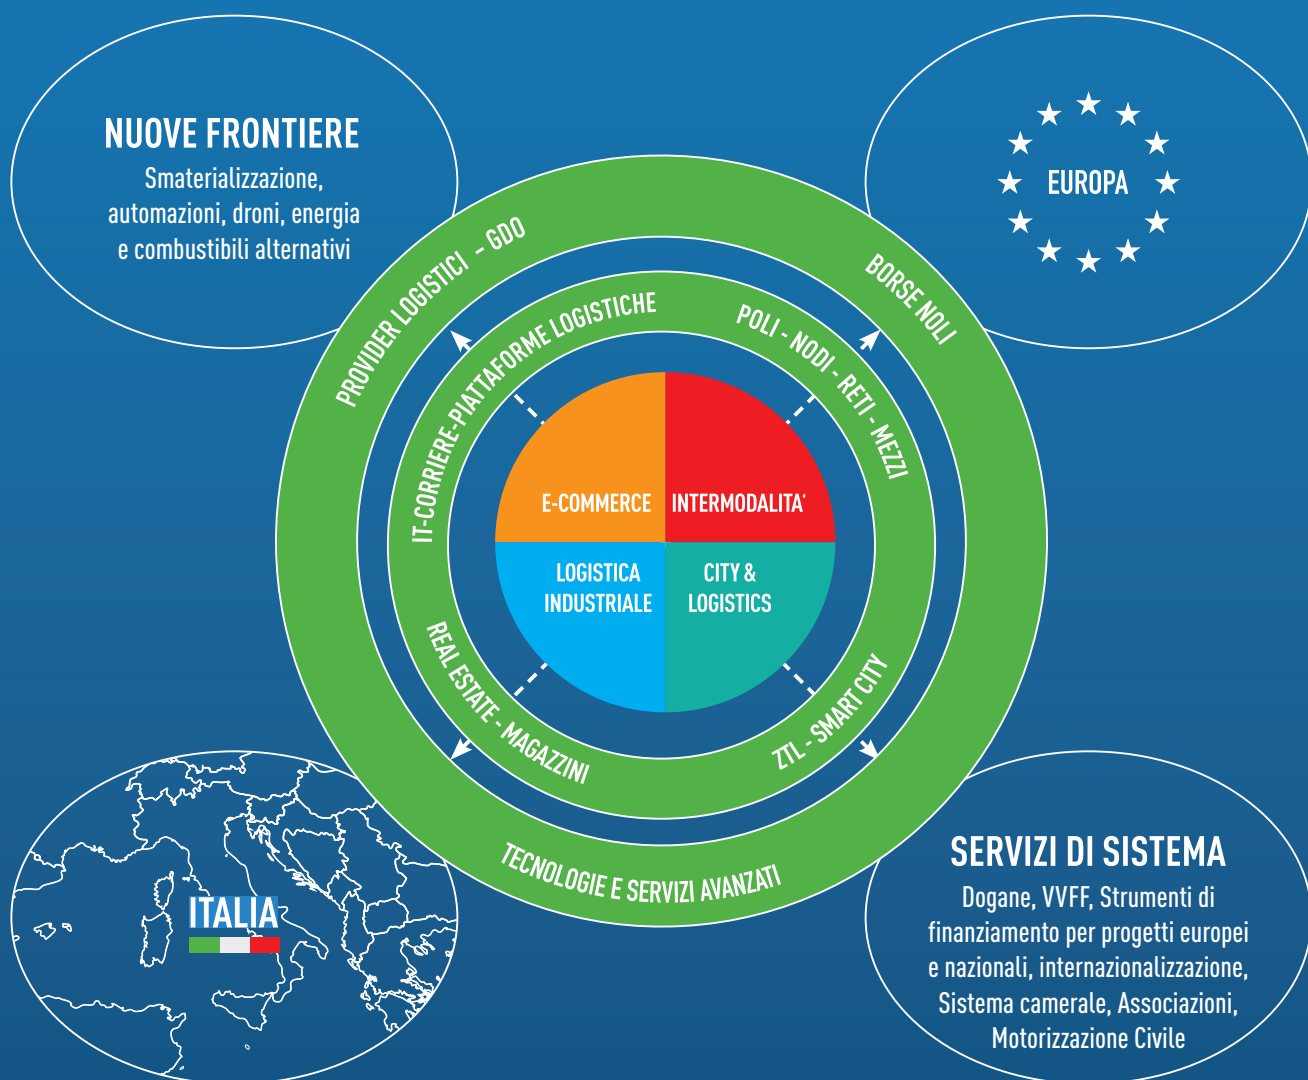 NUOVE FRONTIERE
Smaterializzazione,
automazioni, droni, energia
e combustibili alternativi
EUROPA
PROVIDER LOGISTICI - GDO
BORSE NOLI
IT-CORRIERE-PIATTAFORME LOGISTICHE
POLI - NODI - RETI - MEZZI
E-COMMERCE
INTERMODALITA‘
LOGISTICA
INDUSTRIALE
CITY &
LOGISTICS
REAL ESTATE - MAGAZZINI
ZTL - SMART CITY
TECNOLOGIE E SERVIZI AVANZATI
ITALIA
SERVIZI DI SISTEMA
Dogane, VVFF, Strumenti di
finanziamento per progetti europei
e nazionali, internazionalizzazione,
Sistema camerale, Associazioni,
Motorizzazione Civile